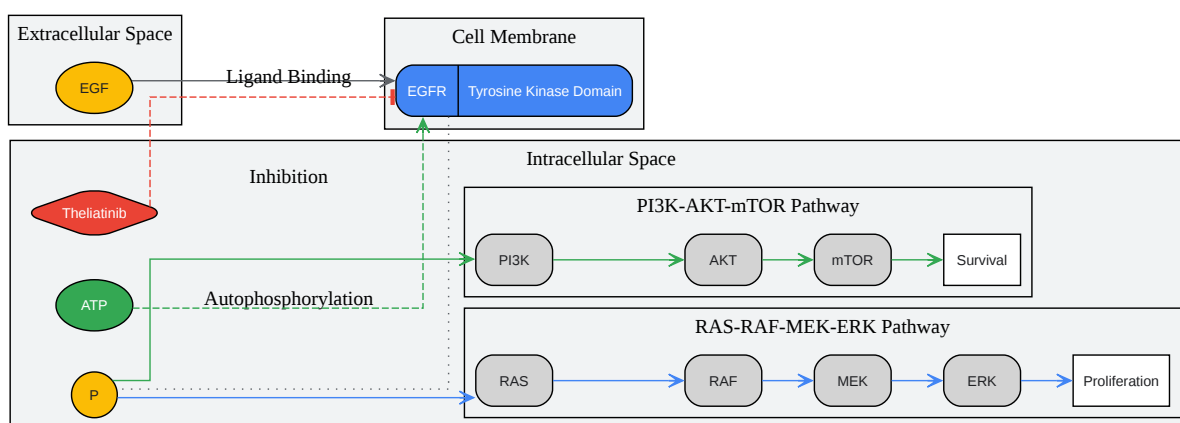 Extracellular Space
Cell Membrane
EGF
Ligand Binding
EGFR
Tyrosine Kinase Domain
Intracellular Space
Inhibition
Theliatinib
PI3K-AKT-mTOR Pathway
PI3K
AKT
mTOR
Survival
ATP
Autophosphorylation
RAS-RAF-MEK-ERK Pathway
P
RAS
RAF
MEK
ERK
Proliferation